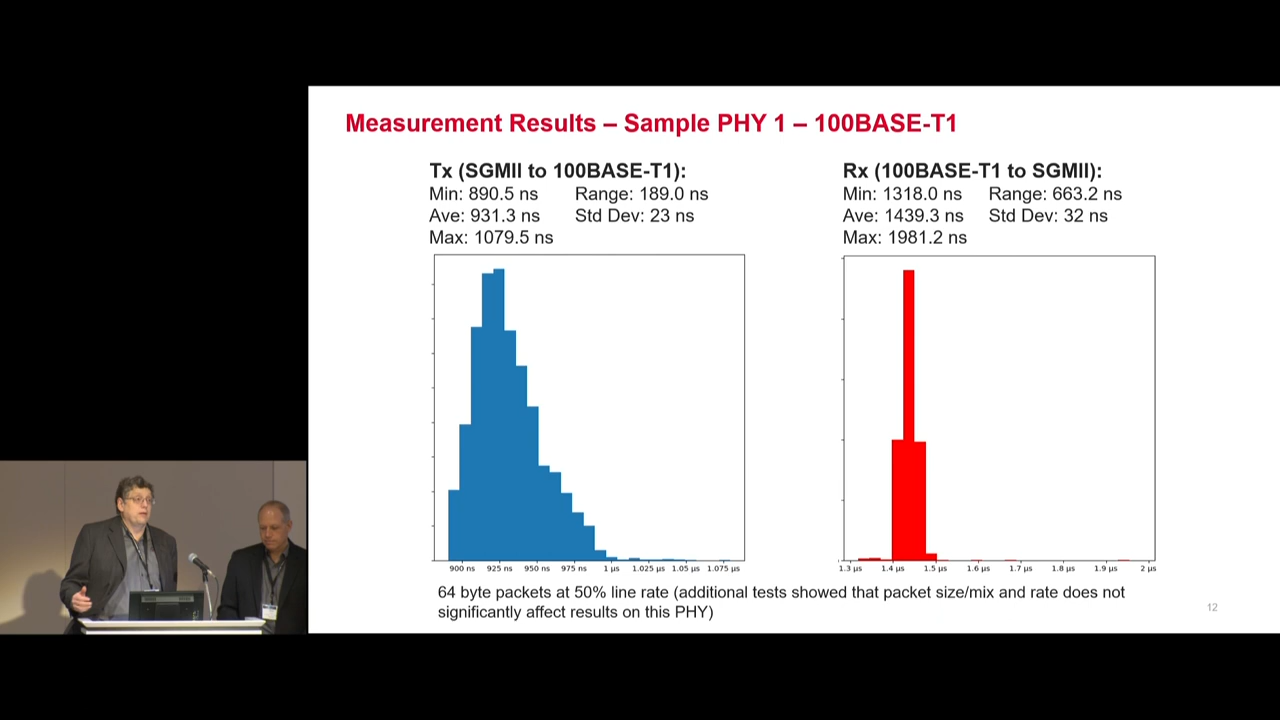 Measurement Results – Sample PHY 1 – 100BASE-T1
Tx (SGMII to 100BASE-T1):
Min: 890.5 ns Range: 189.0 ns
Ave: 931.3 ns Std Dev: 23 ns
Max: 1079.5 ns
Rx (100BASE-T1 to SGMII):
Min: 1318.0 ns Range: 663.2 ns
Ave: 1439.3 ns Std Dev: 32 ns
Max: 1981.2 ns
900 ns 925 ns 950 ns 975 ns 1 µs 1.025 µs 1.05 µs 1.075 µs
1.3 µs 1.4 µs 1.5 µs 1.6 µs 1.7 µs 1.8 µs 1.9 µs 2 µs
64 byte packets at 50% line rate (additional tests showed that packet size/mix and rate does not
significantly affect results on this PHY)
12